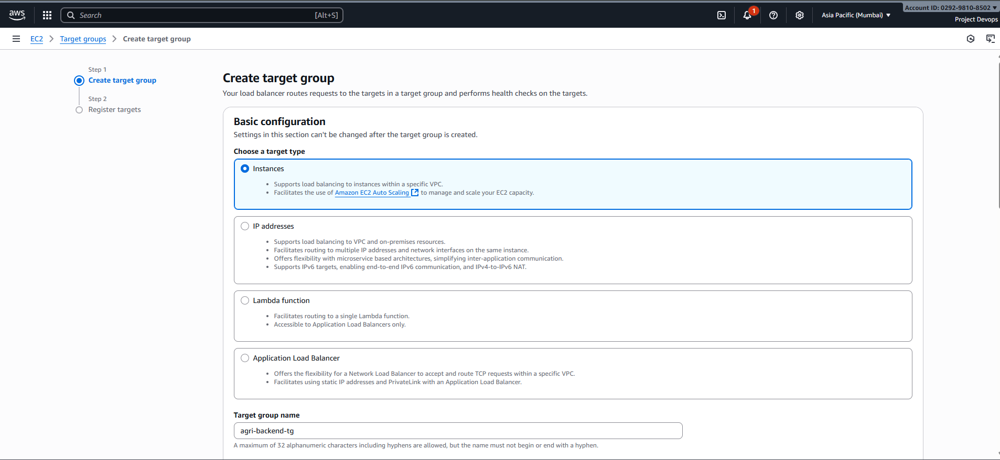 aws
Search [Alt+S]
1
Asia Pacific (Mumbai) ▼
Account ID: 0292-9810-8502 ▼
Project Devops
EC2 > Target groups > Create target group
Step 1
Create target group
Step 2
Register targets
Create target group
Your load balancer routes requests to the targets in a target group and performs health checks on the targets.
Basic configuration
Settings in this section can't be changed after the target group is created.
Choose a target type
Instances
• Supports load balancing to instances within a specific VPC.
• Facilitates the use of Amazon EC2 Auto Scaling to manage and scale your EC2 capacity.
IP addresses
• Supports load balancing to VPC and on-premises resources.
• Facilitates routing to multiple IP addresses and network interfaces on the same instance.
• Offers flexibility with microservice based architectures, simplifying inter-application communication.
• Supports IPv6 targets, enabling end-to-end IPv6 communication, and IPv4-to-IPv6 NAT.
Lambda function
• Facilitates routing to a single Lambda function.
• Accessible to Application Load Balancers only.
Application Load Balancer
• Offers the flexibility for a Network Load Balancer to accept and route TCP requests within a specific VPC.
• Facilitates using static IP addresses and PrivateLink with an Application Load Balancer.
Target group name
agri-backend-tg
A maximum of 32 alphanumeric characters including hyphens are allowed, but the name must not begin or end with a hyphen.